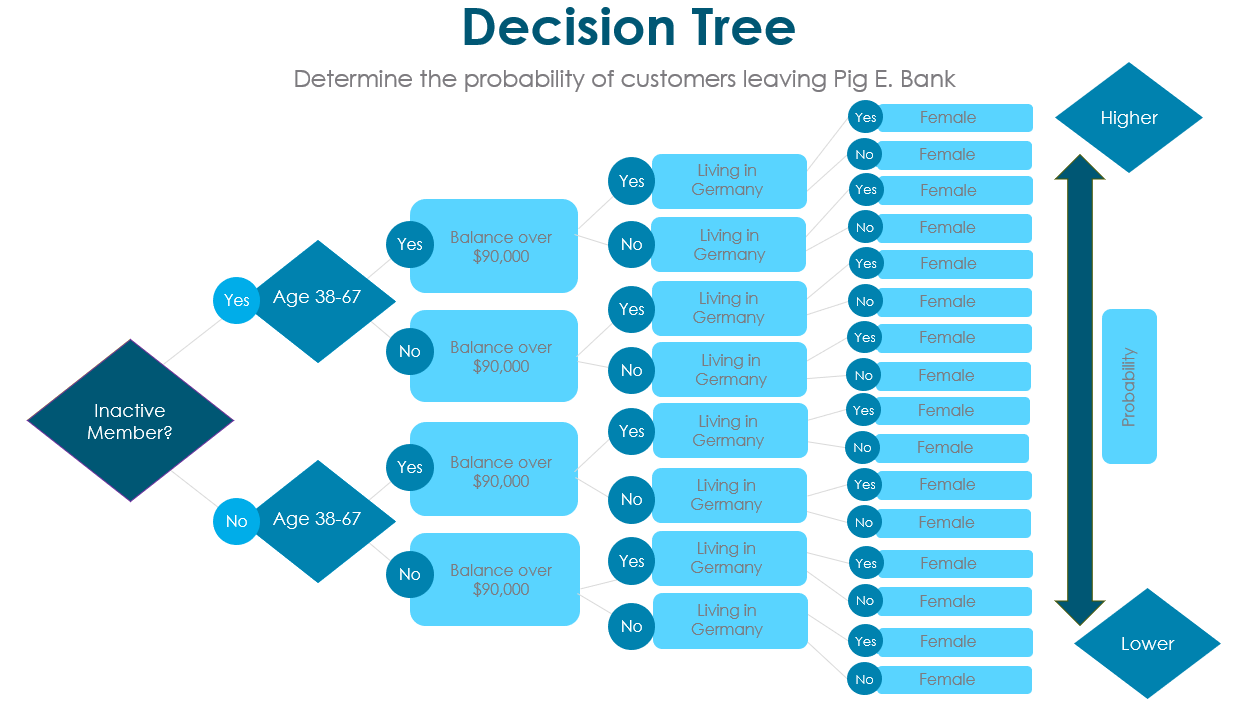 Decision Tree
Determine the probability of customers leaving Pig E. Bank
Inactive
Member?
Yes
Age 38-67
No
Age 38-67
Yes
Balance over
$90,000
No
Balance over
$90,000
Yes
Balance over
$90,000
No
Balance over
$90,000
Yes
Living in
Germany
No
Living in
Germany
Yes
Living in
Germany
No
Living in
Germany
Yes
Living in
Germany
No
Living in
Germany
Yes
Living in
Germany
No
Living in
Germany
Yes Female
No Female
Yes Female
No Female
Yes Female
No Female
Yes Female
No Female
Yes Female
No Female
Yes Female
No Female
Yes Female
No Female
Yes Female
No Female
Higher
Probability
Lower